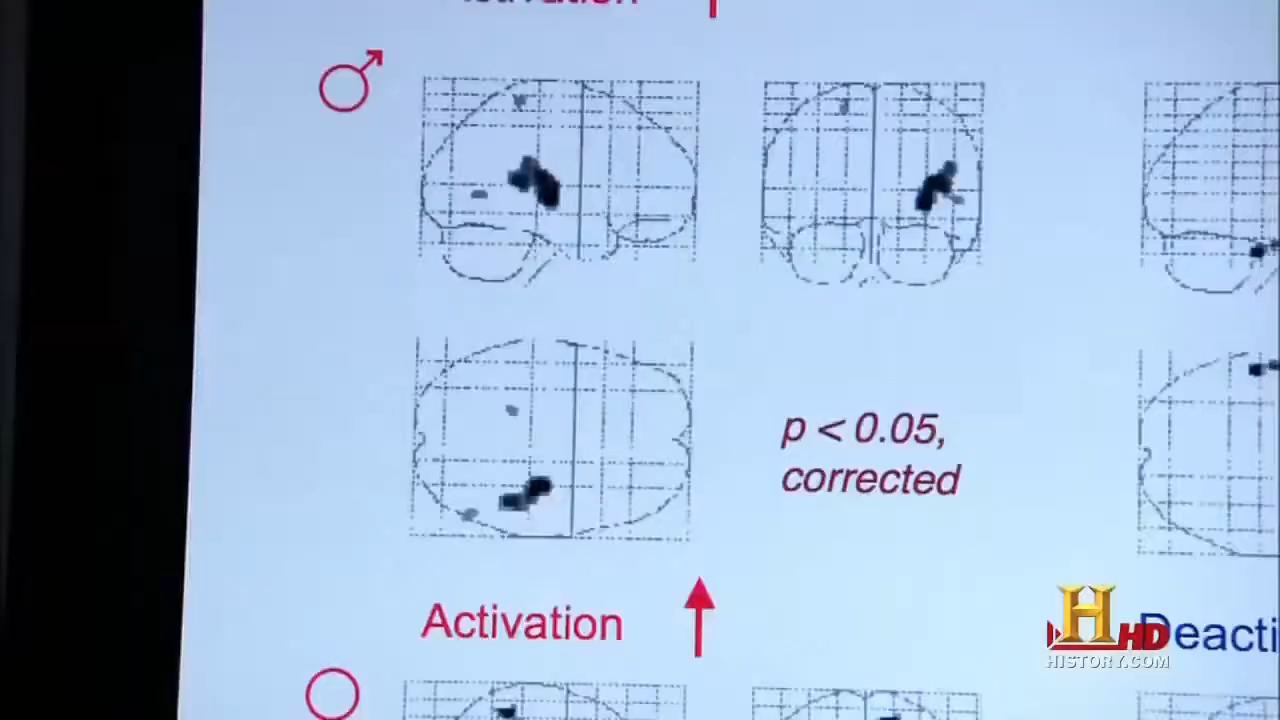 p < 0.05,
corrected
Activation
Deacti
H HD
HISTORY.COM